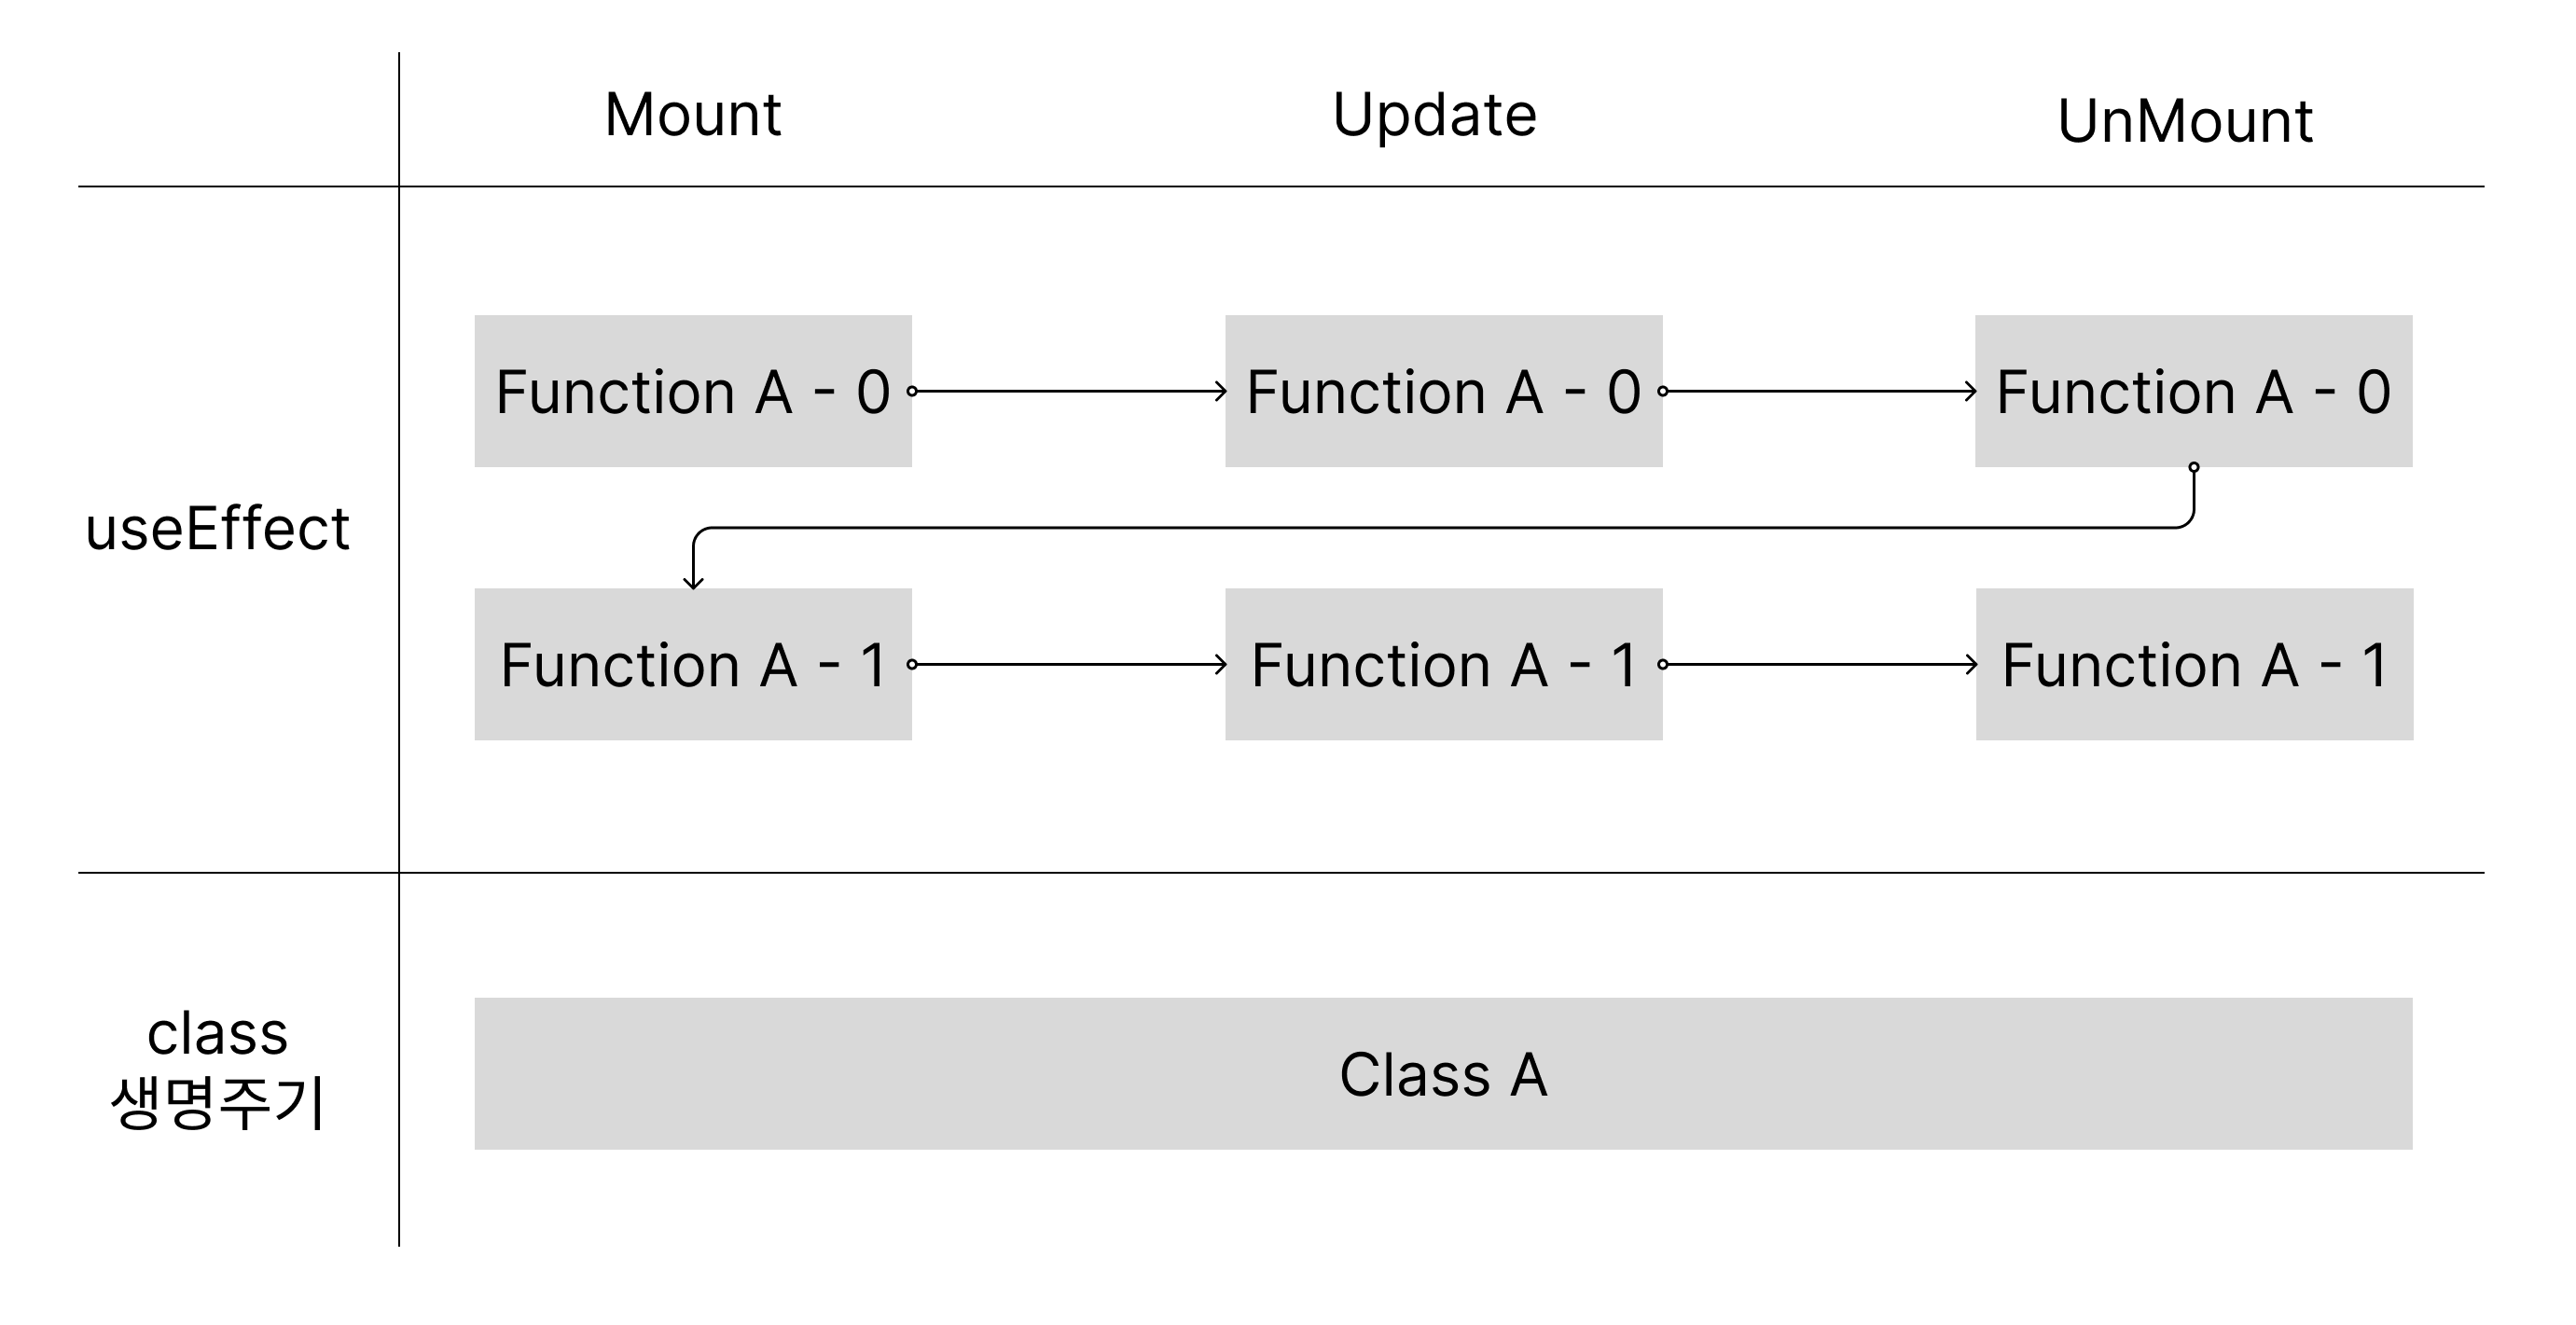 Mount
Update
UnMount
useEffect
Function A - 0
Function A - 0
Function A - 0
Function A - 1
Function A - 1
Function A - 1
class
생명주기
Class A